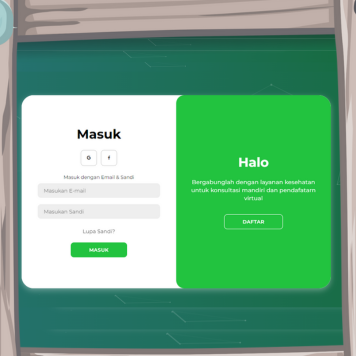 Masuk
G f
Masuk dengan Email & Sandi
Masukan E-mail
Masukan Sandi
Lupa Sandi?
MASUK
Halo
Bergabunglah dengan layanan kesehatan
untuk konsultasi mandiri dan pendafataran
virtual
DAFTAR